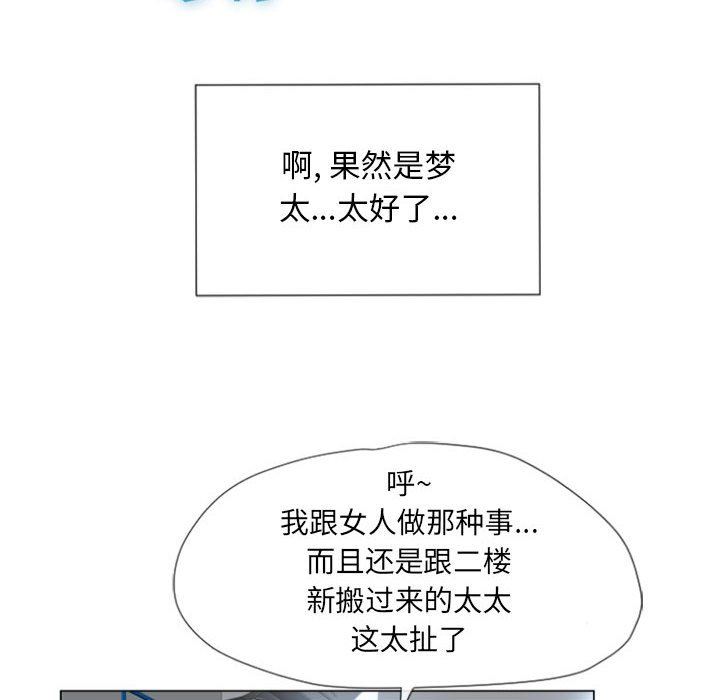 啊, 果然是梦
太...太好了...
呼~
我跟女人做那种事...
而且还是跟二楼
新搬过来的太太
这太扯了